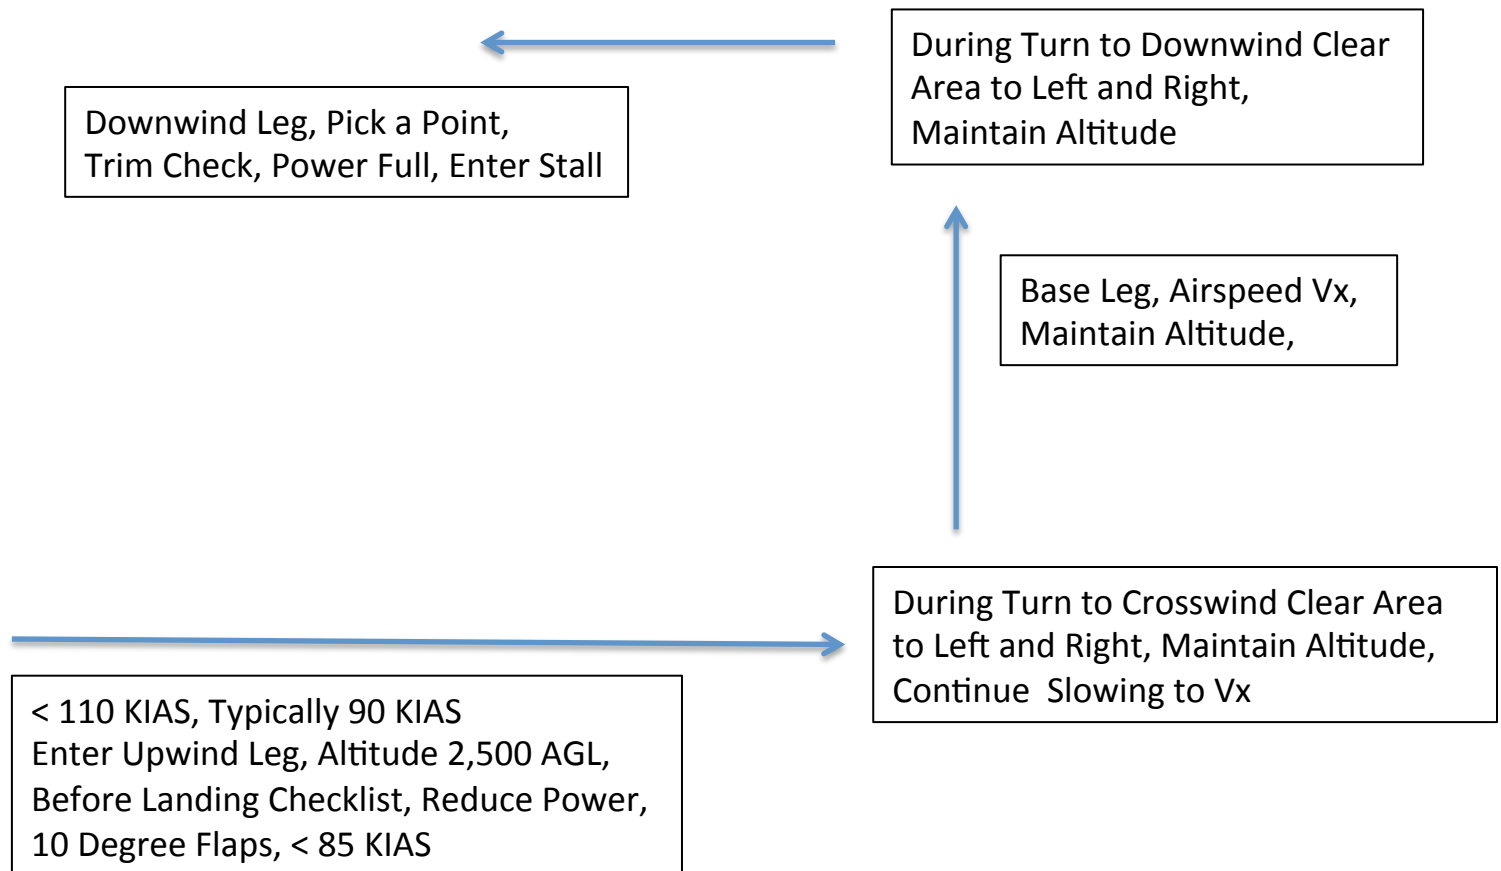 During Turn to Downwind Clear
Area to Left and Right,
Maintain Altitude
Downwind Leg, Pick a Point,
Trim Check, Power Full, Enter Stall
Base Leg, Airspeed Vx,
Maintain Altitude,
During Turn to Crosswind Clear Area
to Left and Right, Maintain Altitude,
Continue  Slowing to Vx
< 110 KIAS, Typically 90 KIAS
Enter Upwind Leg, Altitude 2,500 AGL,
Before Landing Checklist, Reduce Power,
10 Degree Flaps, < 85 KIAS